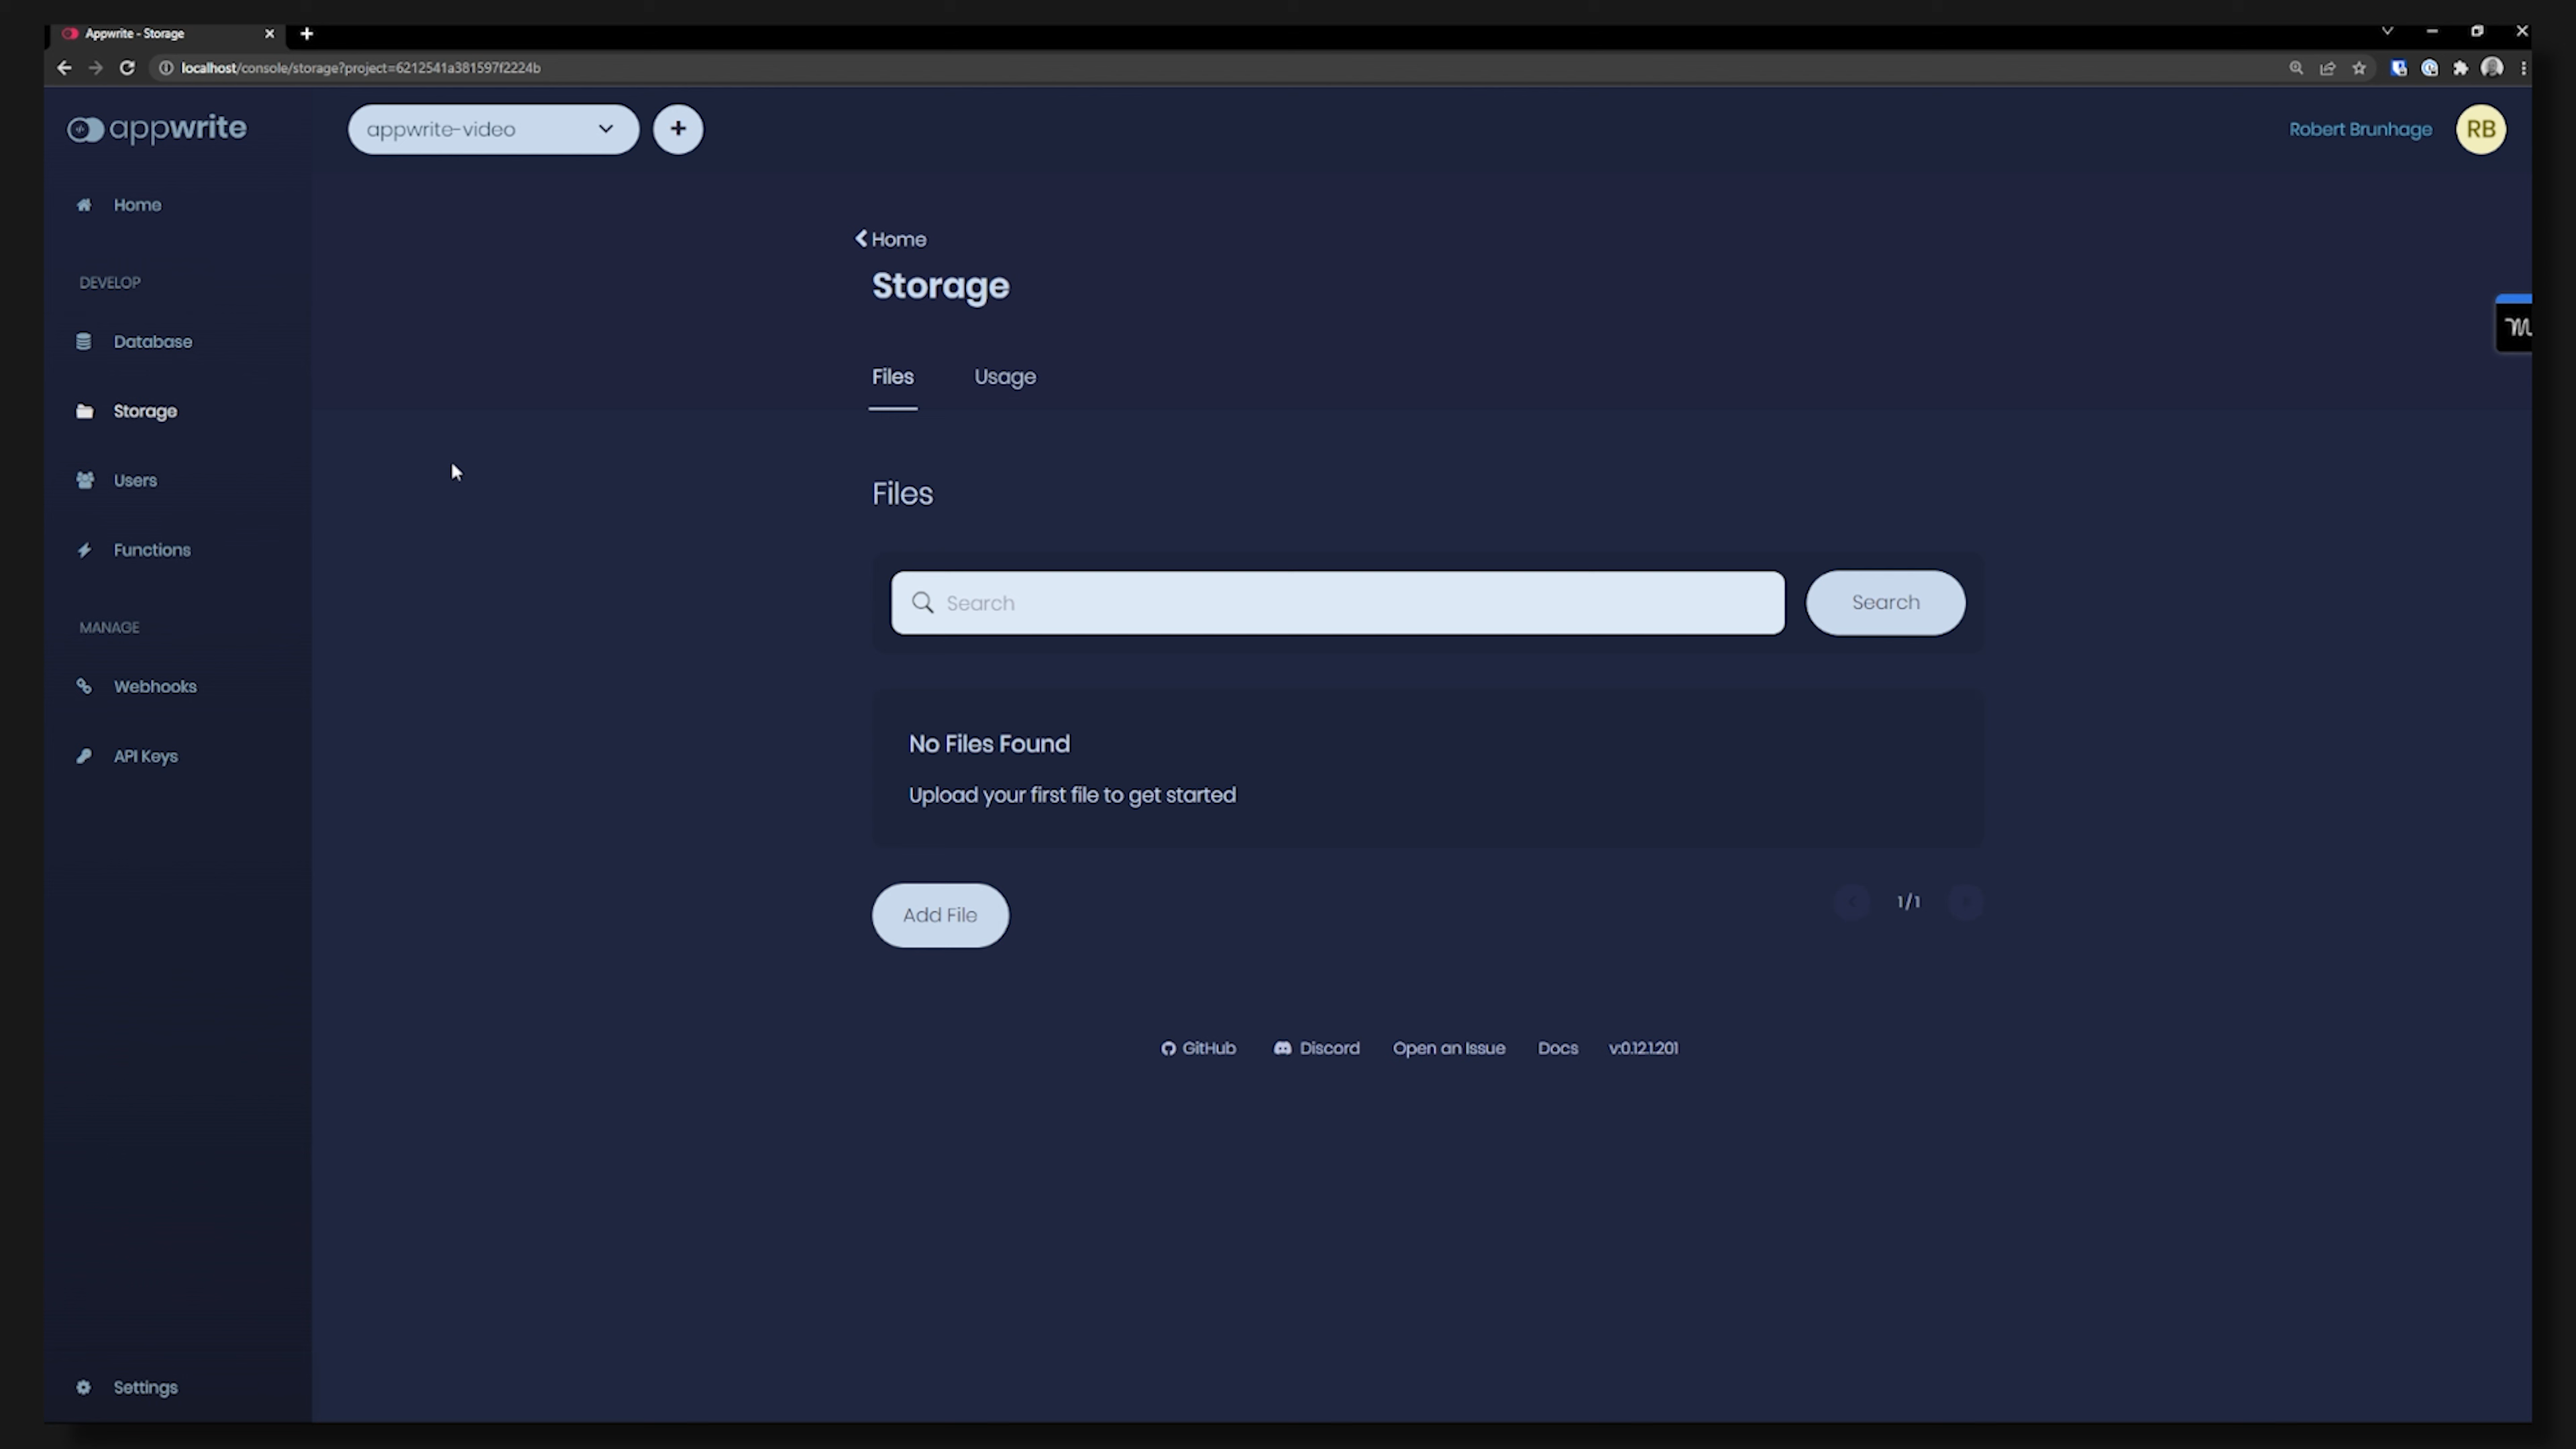 Appwrite - Storage
localhost/console/storage?project=6212541a381597f2224b
appwrite
appwrite-video
Robert Brunhage
RB
Home
DEVELOP
Database
Storage
Users
Functions
MANAGE
Webhooks
API Keys
Settings
Home
Storage
Files Usage
Files
Search
Search
No Files Found
Upload your first file to get started
Add File
1/1
GitHub Discord Open an Issue Docs v:0.12.1.201